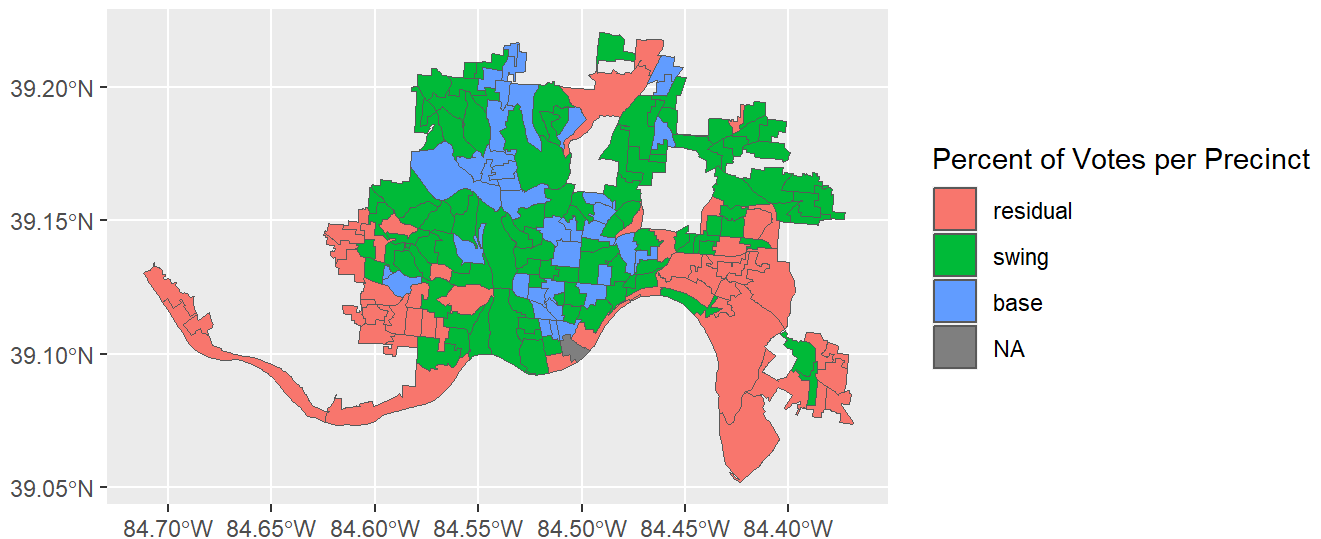 39.20°N
39.15°N
39.10°N
39.05°N
84.70°W 84.65°W 84.60°W 84.55°W 84.50°W 84.45°W 84.40°W
Percent of Votes per Precinct
residual
swing
base
NA